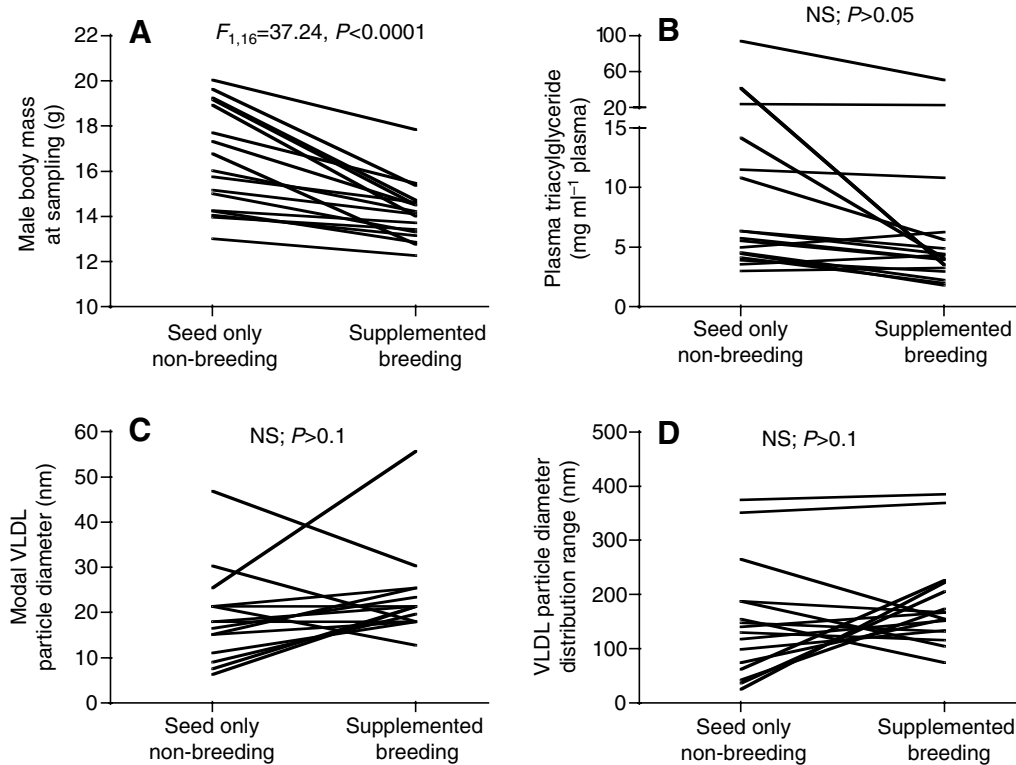 A
F1,16=37.24, P<0.0001
Male body mass
at sampling (g)
22
20
18
16
14
12
10
Seed only
non-breeding
Supplemented
breeding
B
NS; P>0.05
Plasma triacylglyceride
(mg ml–1 plasma)
100
60
20
15
10
5
0
Seed only
non-breeding
Supplemented
breeding
C
NS; P>0.1
Modal VLDL
particle diameter (nm)
60
50
40
30
20
10
0
Seed only
non-breeding
Supplemented
breeding
D
NS; P>0.1
VLDL particle diameter
distribution range (nm)
500
400
300
200
100
0
Seed only
non-breeding
Supplemented
breeding